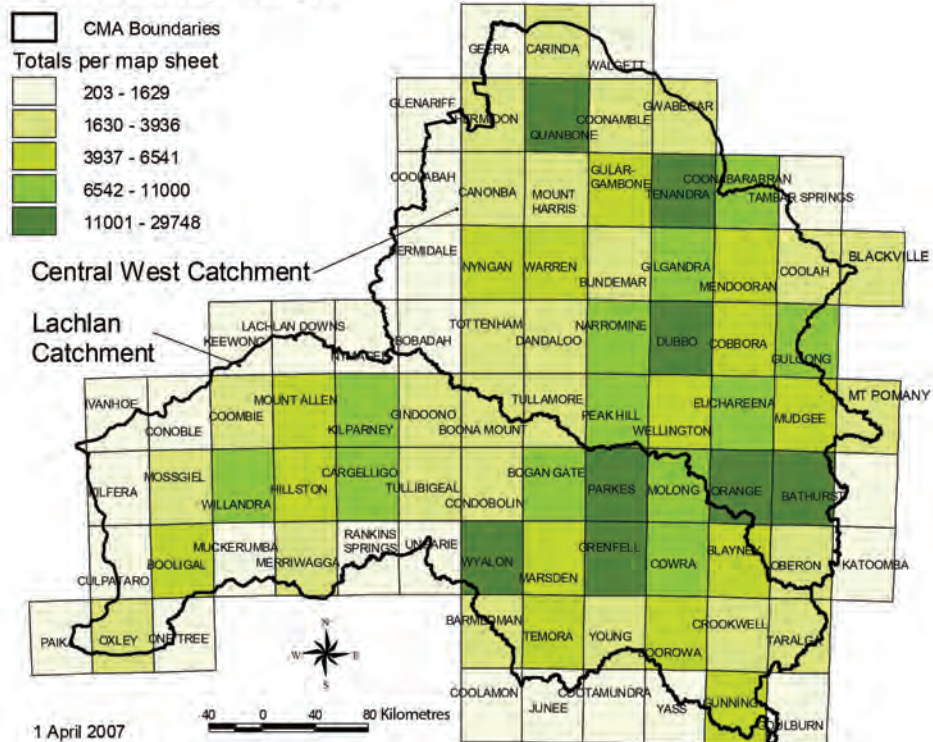 CMA Boundaries
Totals per map sheet
203 - 1629
1630 - 3936
3937 - 6541
6542 - 11000
11001 - 29748
Central West Catchment
Lachlan
Catchment
GEERA CARINDA
WALGETT
GLENARIFF GWABEGAR
COONAMBLE
QUANBONE
COOLABAH GULAR- COONABARABRAN
CANONBA MOUNT GAMBONE TENANDRA TAMBAR SPRINGS
HARRIS
BLACKVILLE
NYNGAN WARREN GILGANDRA COOLAH
BUNDEMAR MENDOORAN
LACHLAN DOWNS TOTTENHAM NARROMINE
KEEWONG BOBADAH DANDALOO DUBBO COBBORA
GULGONG
MT POMANY
IVANHOE MOUNT ALLEN TULLAMORE EUCHAREENA
COOMBIE GINDOONO PEAK HILL MUDGEE
CONOBLE KILPARNEY BOONA MOUNT WELLINGTON
MOSSGIEL CARGELLIGO BOGAN GATE
HILLSTON TULLIBIGEAL PARKES MOLONG ORANGE BATHURST
WILLANDRA CONDOBOLIN
RANKINS
MUCKERUMBA SPRINGS UNGARIE GRENFELL BLAYNEY
BOOLIGAL MERRIWAGGA WYALON COWRA OBERON KATOOMBA
CULPATARO MARSDEN
BARMEDMAN CROOKWELL
PAIKA OXLEY ONE TREE TEMORA YOUNG TARALGA
BOOROWA
N
W E
S
COOLAMON COOTAMUNDRA GUNNING
JUNEE YASS
40 0 40 80 Kilometres
1 April 2007